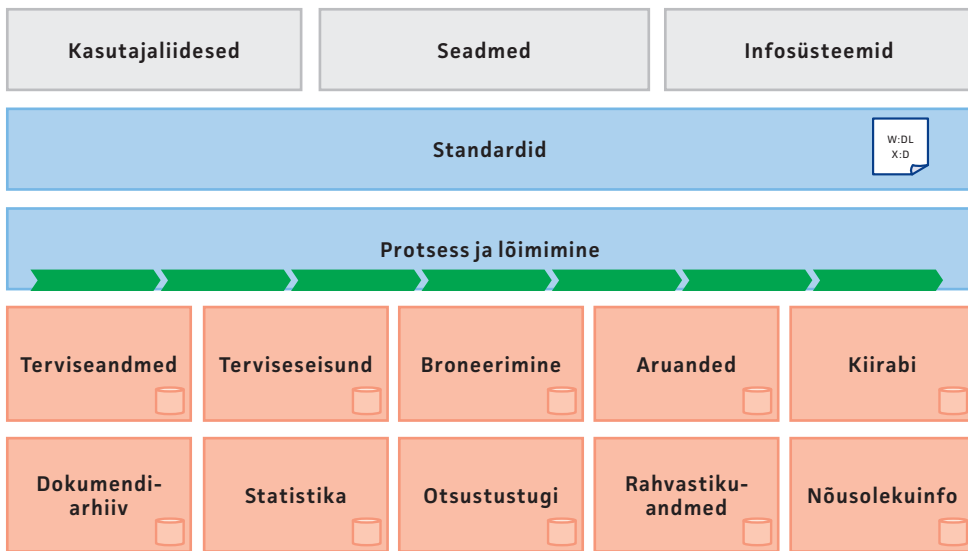 Kasutajaliidesed
Seadmed
Infosüsteemid
Standardid
W:DL
X:D
Protsess ja lõimimine
Terviseandmed
Terviseseisund
Broneerimine
Aruanded
Kiirabi
Dokumendi-
arhiiv
Statistika
Otsustustugi
Rahvastiku-
andmed
Nõusolekuinfo